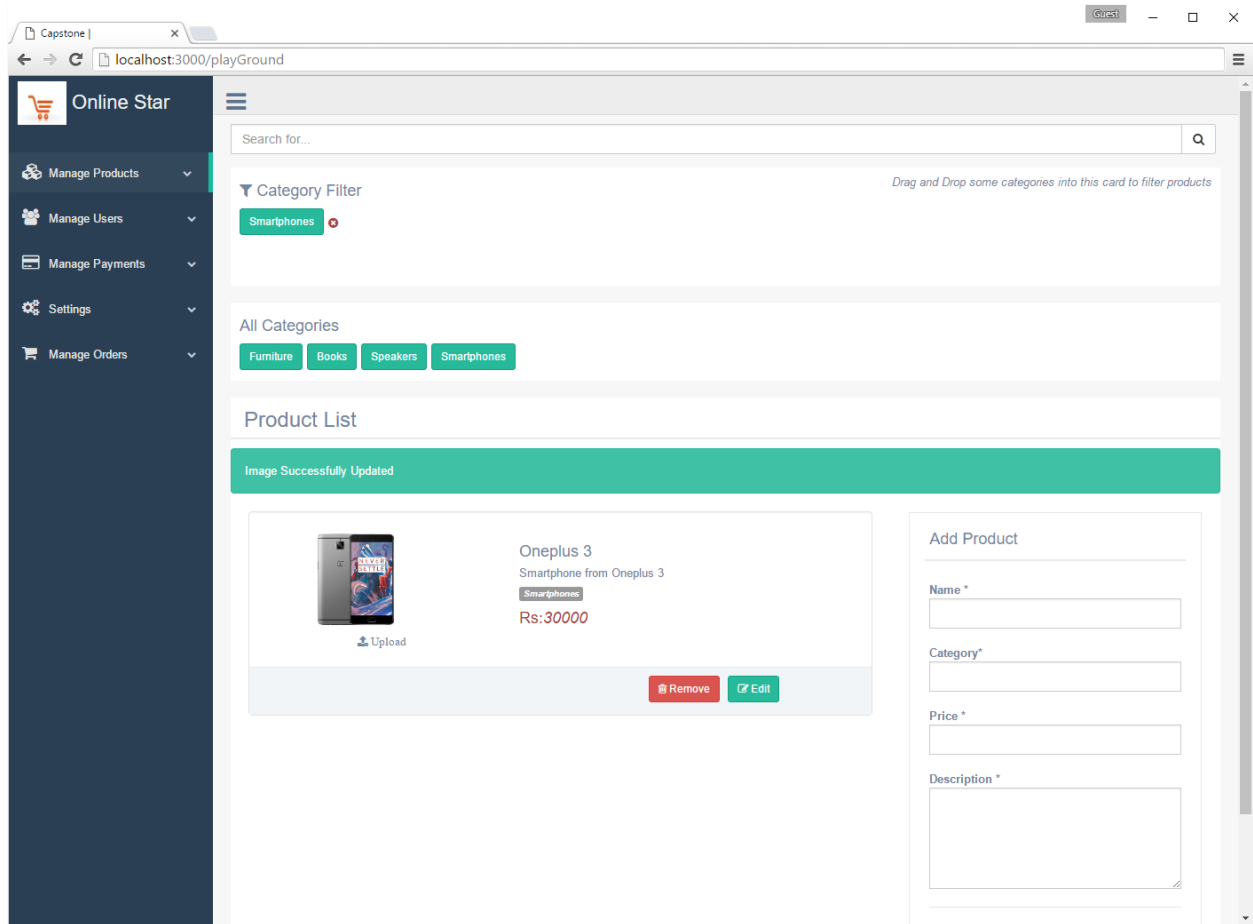 Guest
Capstone |
localhost:3000/playGround
Online Star
Search for...
Manage Products
Category Filter
Drag and Drop some categories into this card to filter products
Smartphones
Manage Users
Manage Payments
Settings
All Categories
Manage Orders
Furniture Books Speakers Smartphones
Product List
Image Successfully Updated
NEVER
SETTLE
Oneplus 3
Smartphone from Oneplus 3
Smartphones
Rs:30000
Upload
Remove Edit
Add Product
Name *
Category*
Price *
Description *